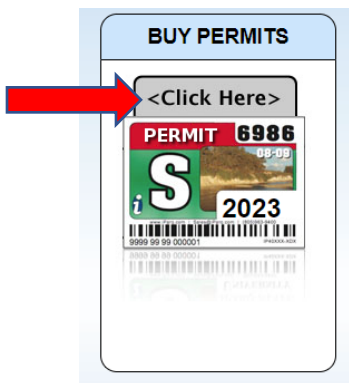 BUY PERMITS
<Click Here>
PERMIT 6986
08-09
S
i
2023
9999 99 99 000001